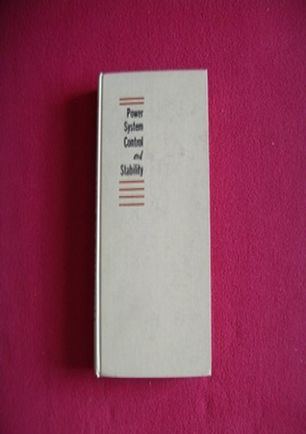 Power
System
Control
and
Stability